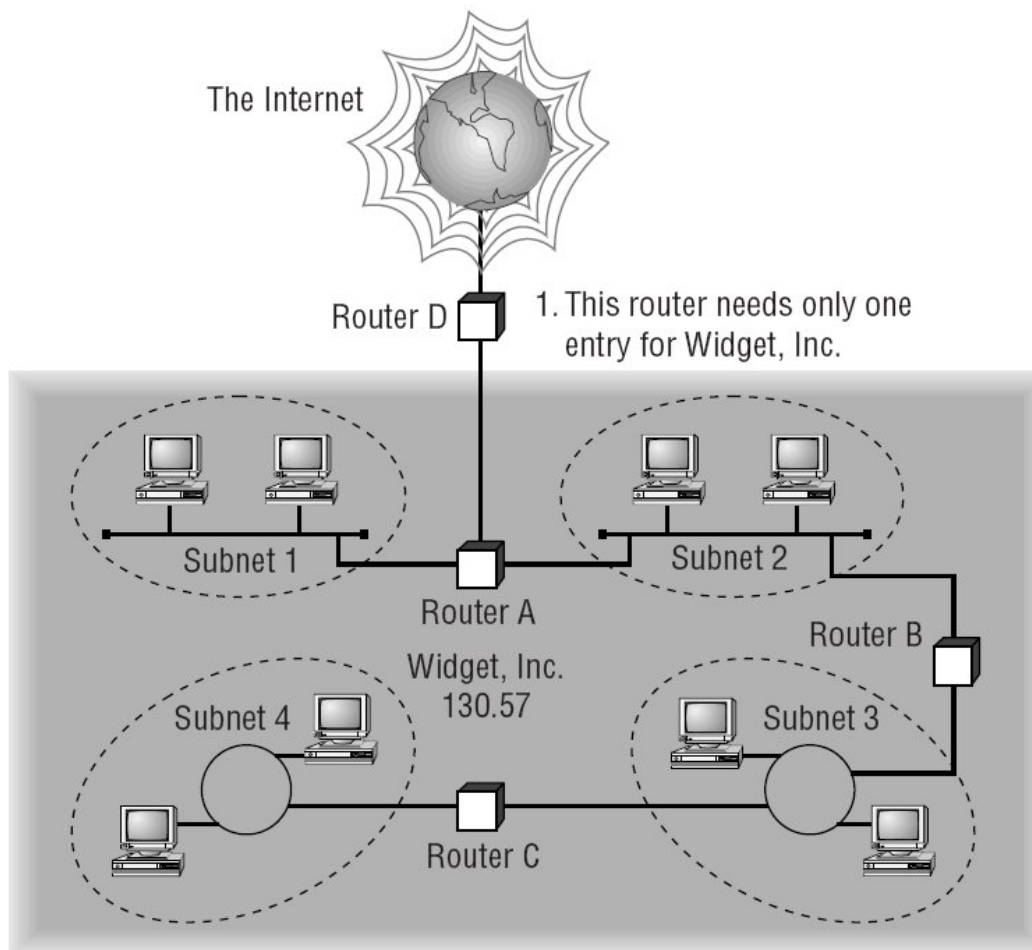 The Internet
Router D
1. This router needs only one
entry for Widget, Inc.
Subnet 1
Subnet 2
Router A
Router B
Widget, Inc.
130.57
Subnet 4
Subnet 3
Router C